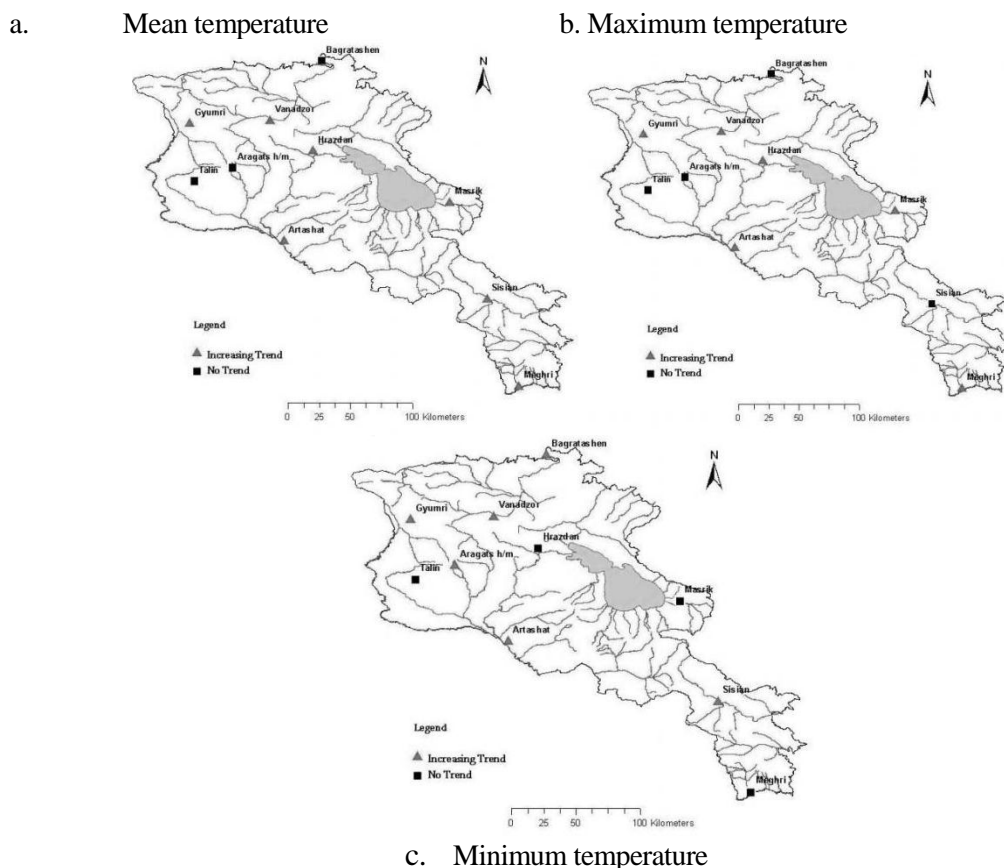 a. Mean temperature
Bagratashen
N
Gyumri
Vanadzor
Hrazdan
Talin
Aragats h/m
Masrik
Artashat
Sisian
Legend
Increasing Trend
No Trend
Meghri
0 25 50 100 Kilometers
b. Maximum temperature
Bagratashen
N
Gyumri
Vanadzor
Hrazdan
Talin
Aragats h/m
Masrik
Artashat
Sisian
Legend
Increasing Trend
No Trend
Meghri
0 25 50 100 Kilometers
Bagratashen
N
Gyumri
Vanadzor
Hrazdan
Talin
Aragats h/m
Masrik
Artashat
Sisian
Legend
Increasing Trend
No Trend
Meghri
0 25 50 100 Kilometers
c. Minimum temperature